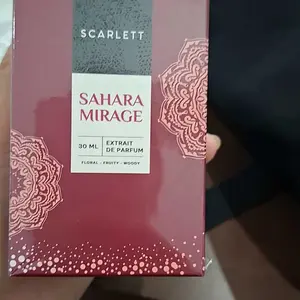 SCARLETT
SAHARA
MIRAGE
30 ML
EXTRAIT
DE PARFUM
FLORAL - FRUITY - WOODY